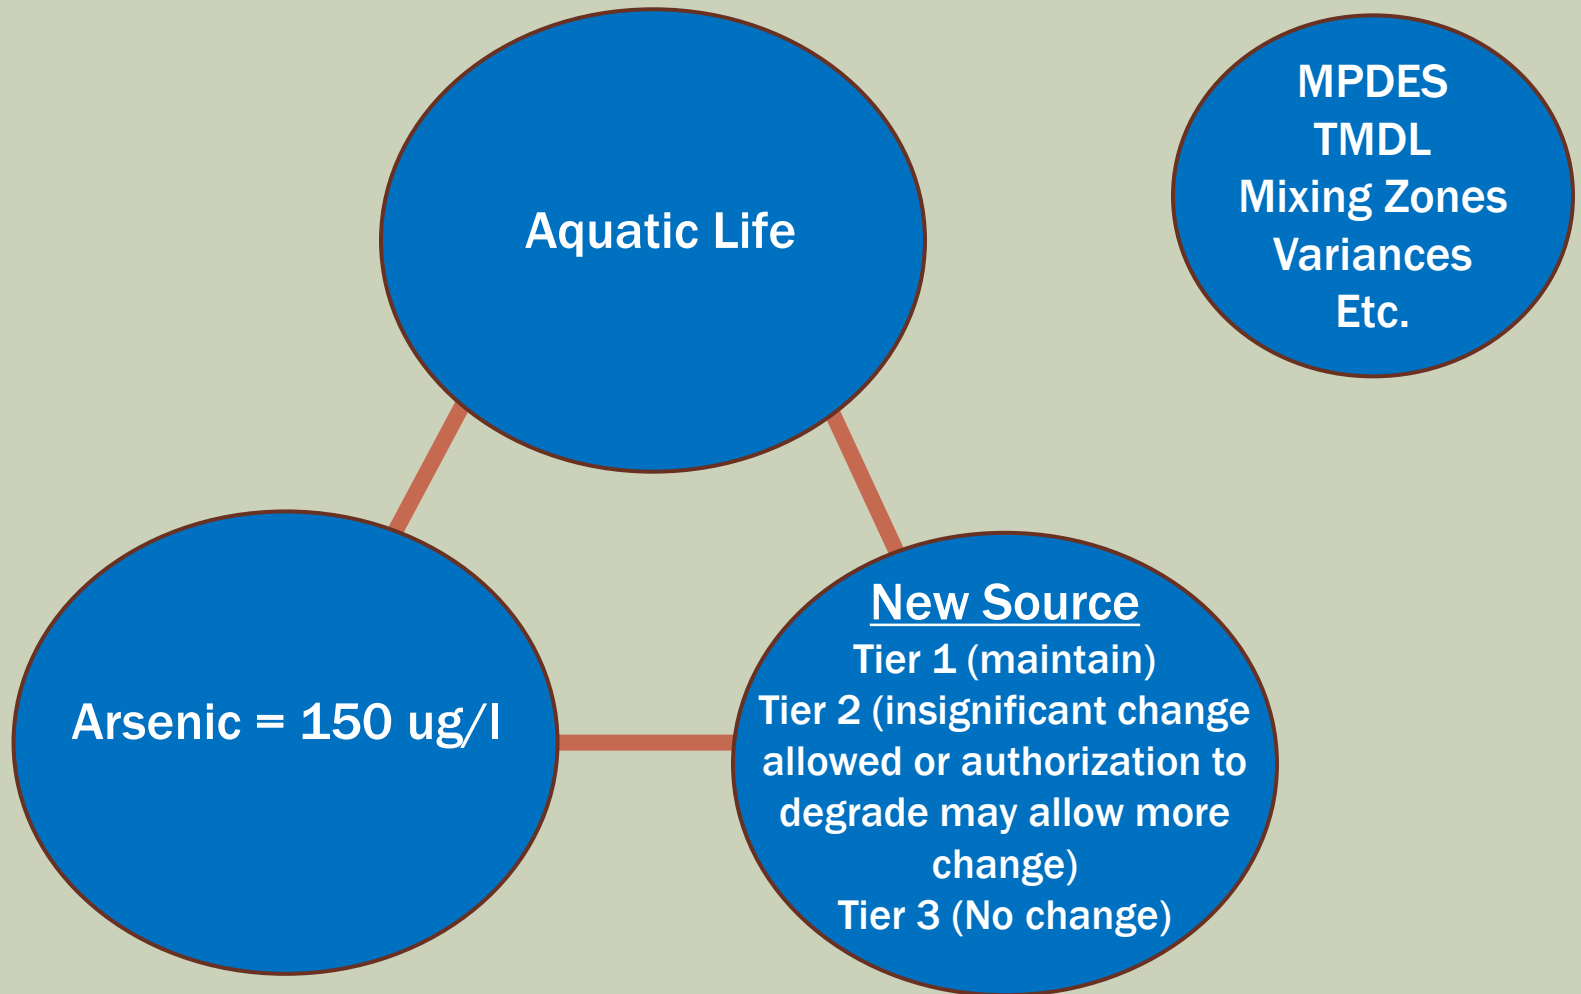 Aquatic Life
MPDES
TMDL
Mixing Zones
Variances
Etc.
Arsenic = 150 ug/l
New Source
Tier 1 (maintain)
Tier 2 (insignificant change
allowed or authorization to
degrade may allow more
change)
Tier 3 (No change)